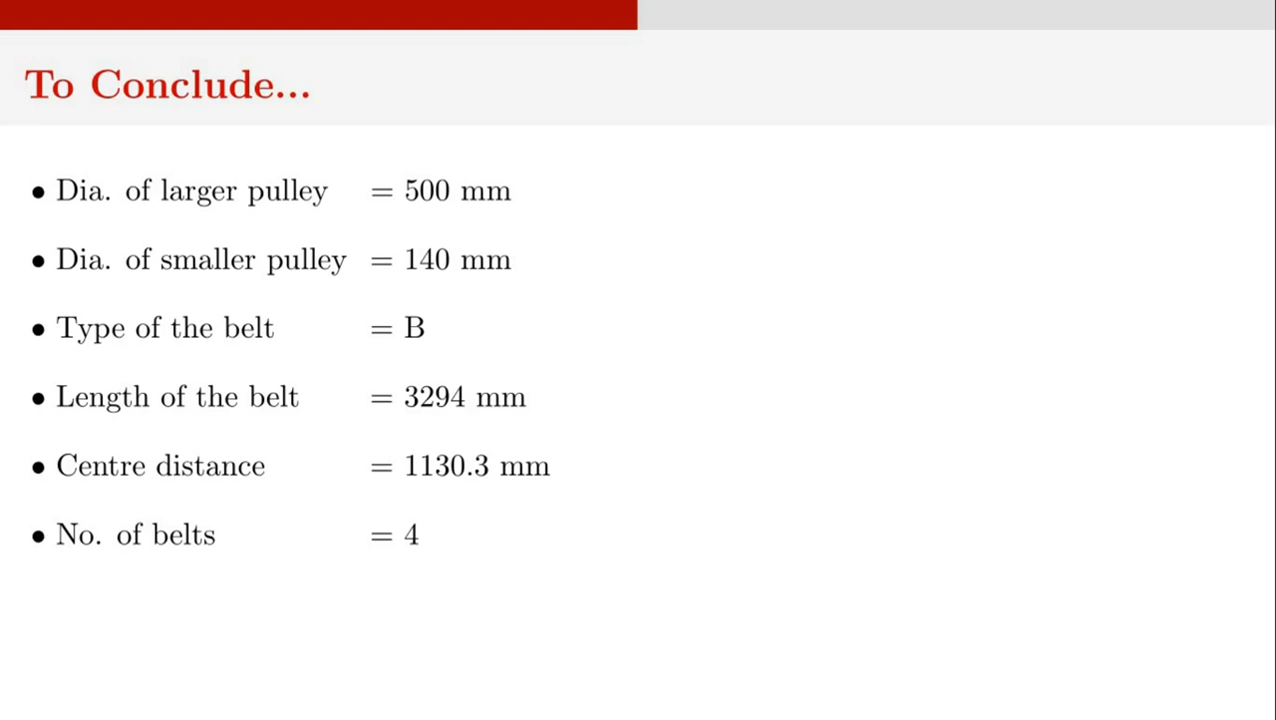 To Conclude...
• Dia. of larger pulley = 500 mm
• Dia. of smaller pulley = 140 mm
• Type of the belt = B
• Length of the belt = 3294 mm
• Centre distance = 1130.3 mm
• No. of belts = 4